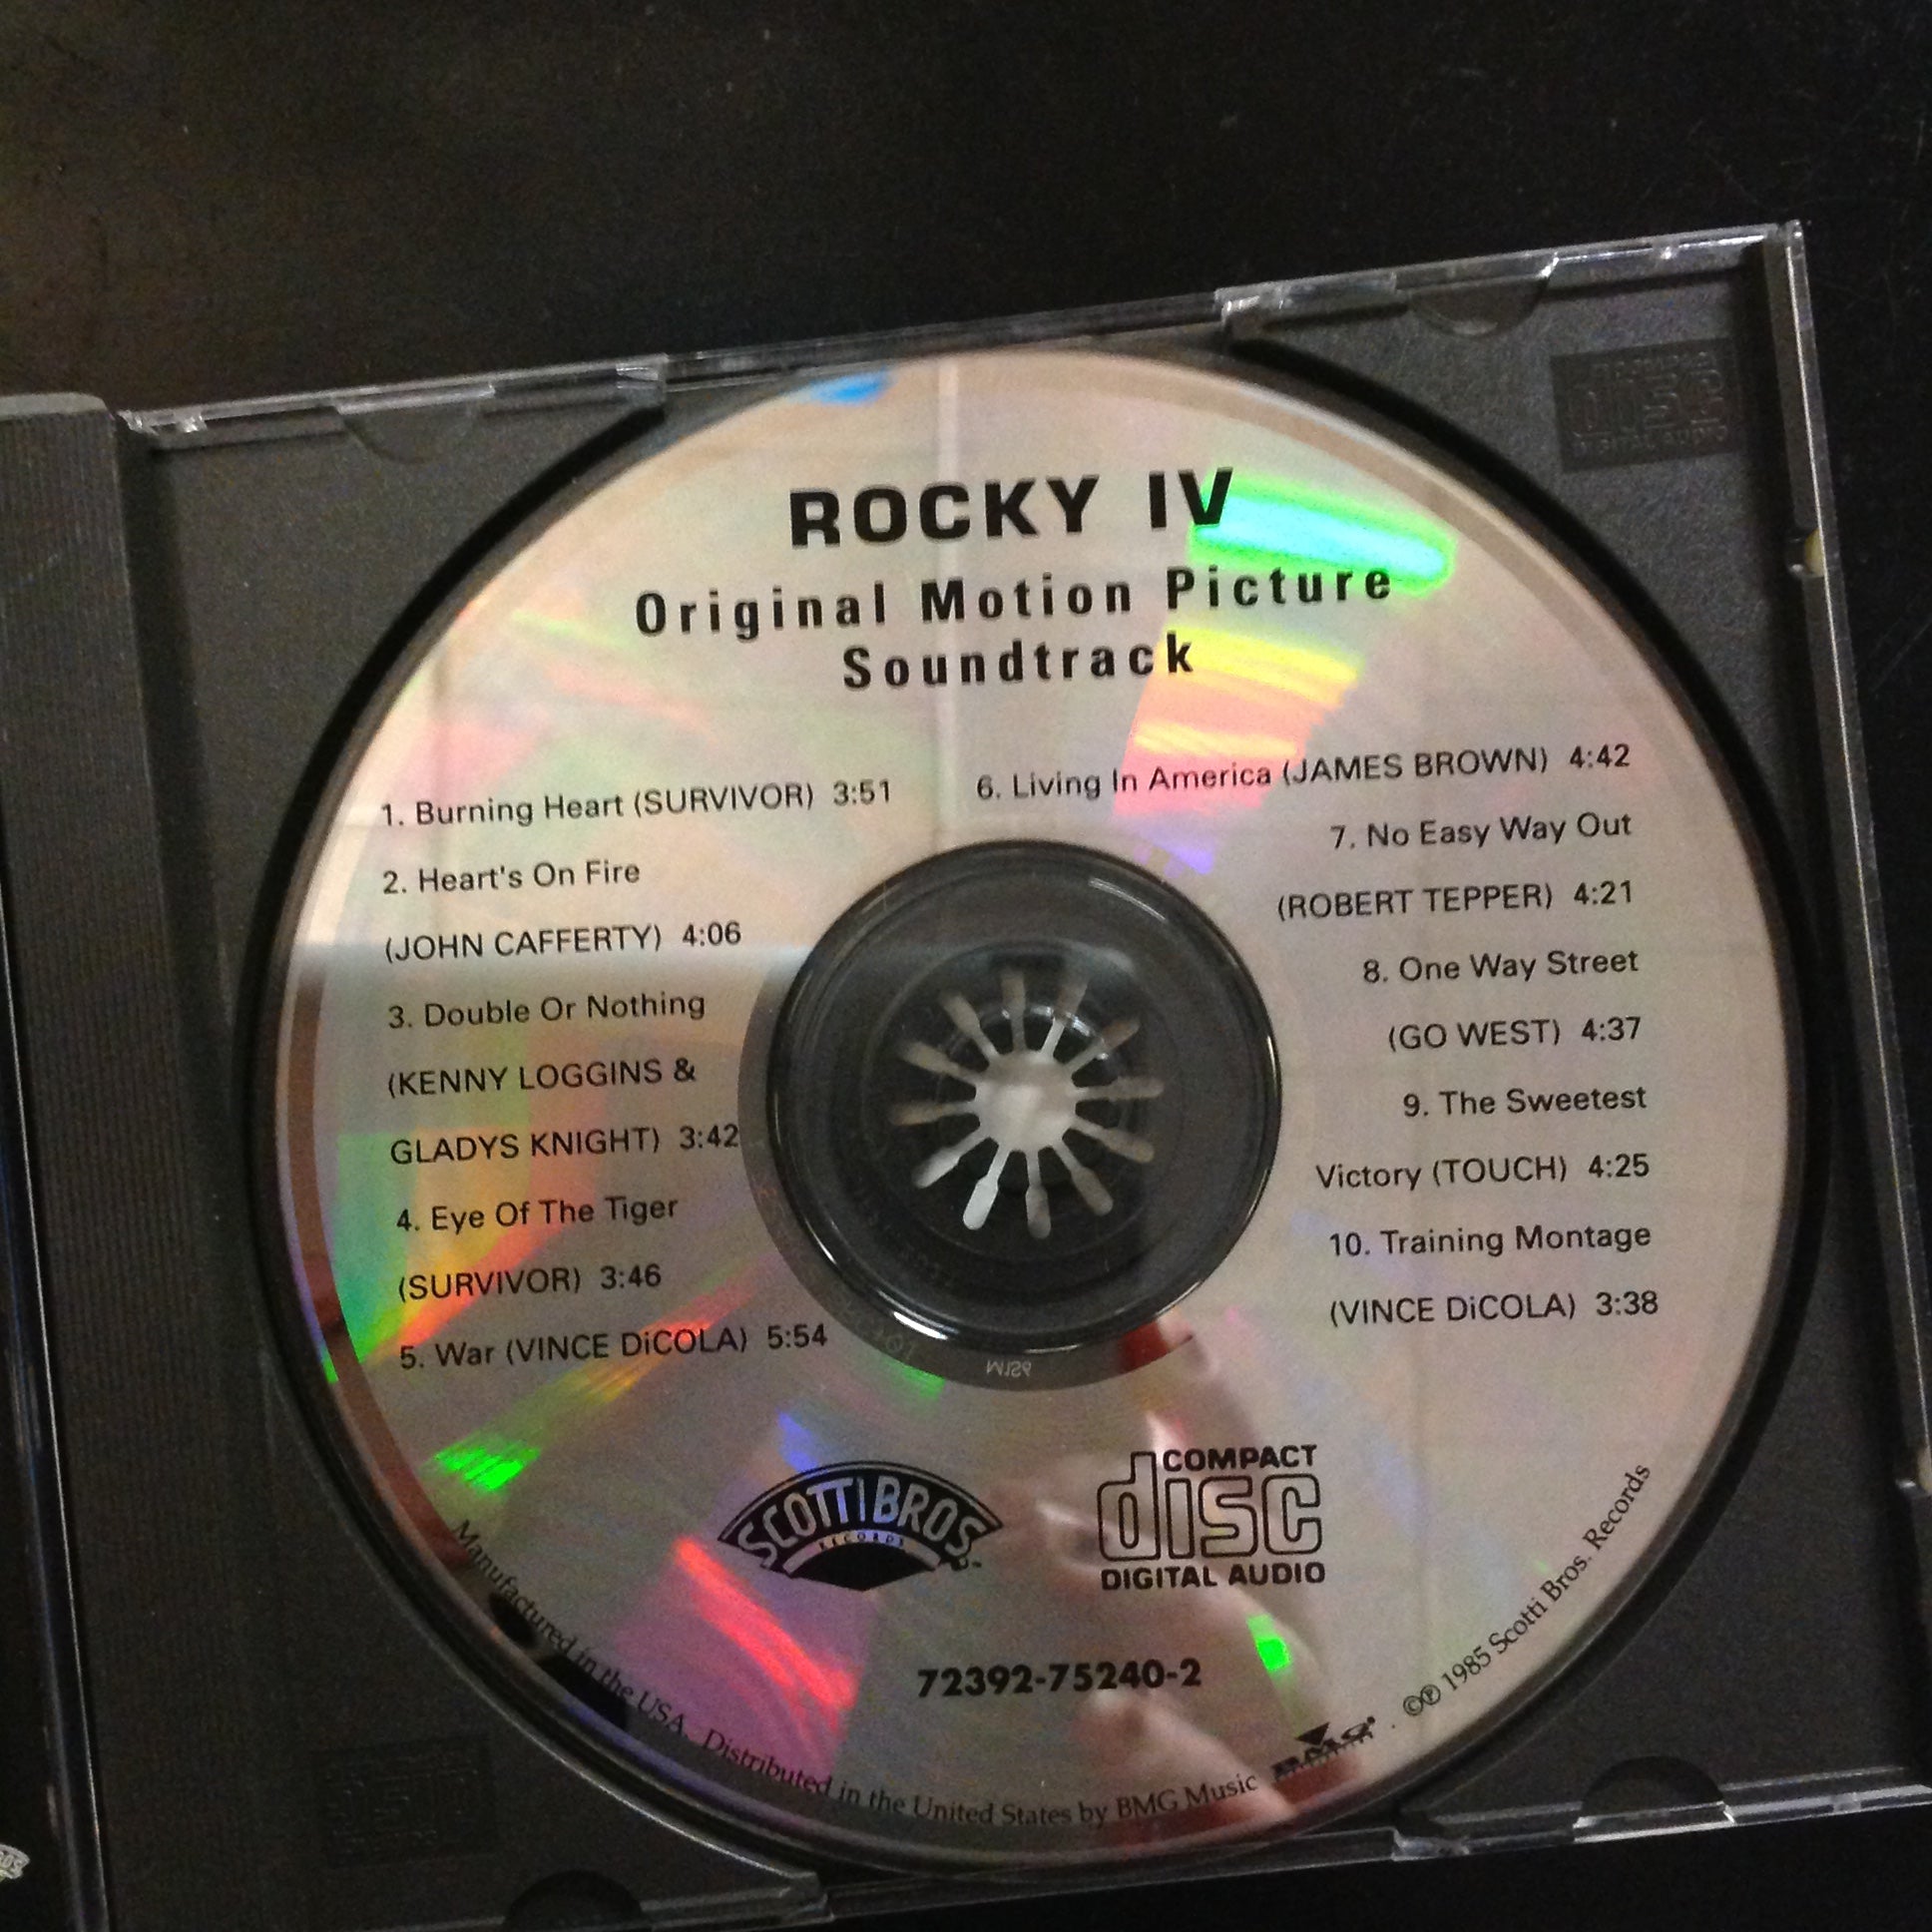 ROCKY IV
Original Motion Picture
Soundtrack
1. Burning Heart (SURVIVOR) 3:51
2. Heart's On Fire
(JOHN CAFFERTY) 4:06
3. Double Or Nothing
(KENNY LOGGINS &
GLADYS KNIGHT) 3:42
4. Eye Of The Tiger
(SURVIVOR) 3:46
5. War (VINCE DiCOLA) 5:54
6. Living In America (JAMES BROWN) 4:42
7. No Easy Way Out
(ROBERT TEPPER) 4:21
8. One Way Street
(GO WEST) 4:37
9. The Sweetest
Victory (TOUCH) 4:25
10. Training Montage
(VINCE DiCOLA) 3:38
SCOTTI BROS.
RECORDS
COMPACT
disc
DIGITAL AUDIO
72392-75240-2
Manufactured in the USA. Distributed in the United States by BMG Music BMG . ©℗ 1985 Scotti Bros. Records
DISC
DIGITAL AUDIO